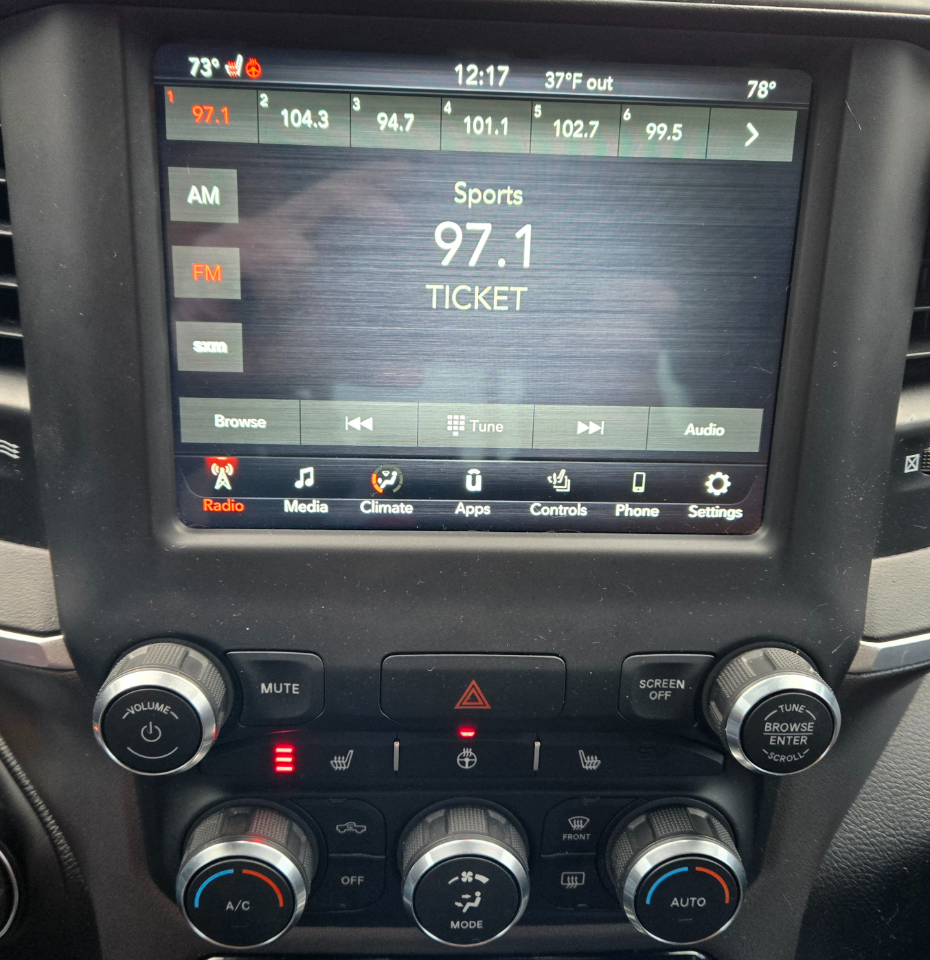 73° 12:17 37°F out 78°
1 97.1 2 104.3 3 94.7 4 101.1 5 102.7 6 99.5
AM
Sports
97.1
FM
TICKET
sxm
Browse Tune Audio
Radio Media Climate Apps Controls Phone Settings
VOLUME
MUTE
SCREEN
OFF
TUNE
BROWSE
ENTER
SCROLL
FRONT
OFF
A/C
MODE
AUTO